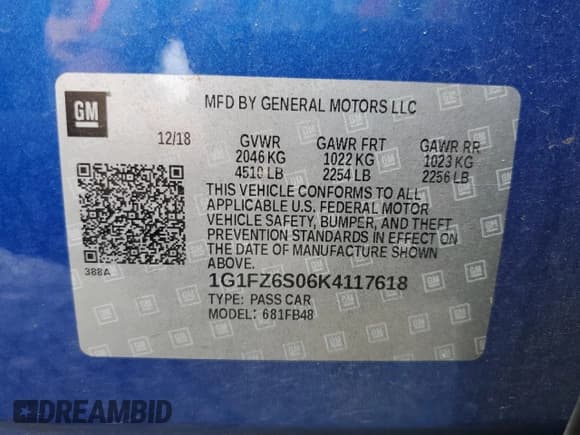 GM
MFD BY GENERAL MOTORS LLC
12/18
GVWR GAWR FRT GAWR RR
2046 KG 1022 KG 1023 KG
4510 LB 2254 LB 2256 LB
THIS VEHICLE CONFORMS TO ALL
APPLICABLE U.S. FEDERAL MOTOR
VEHICLE SAFETY, BUMPER, AND THEFT
PREVENTION STANDARDS IN EFFECT ON
THE DATE OF MANUFACTURE SHOWN
ABOVE.
388A
1G1FZ6S06K4117618
TYPE: PASS CAR
MODEL: 681FB48
DREAMBID